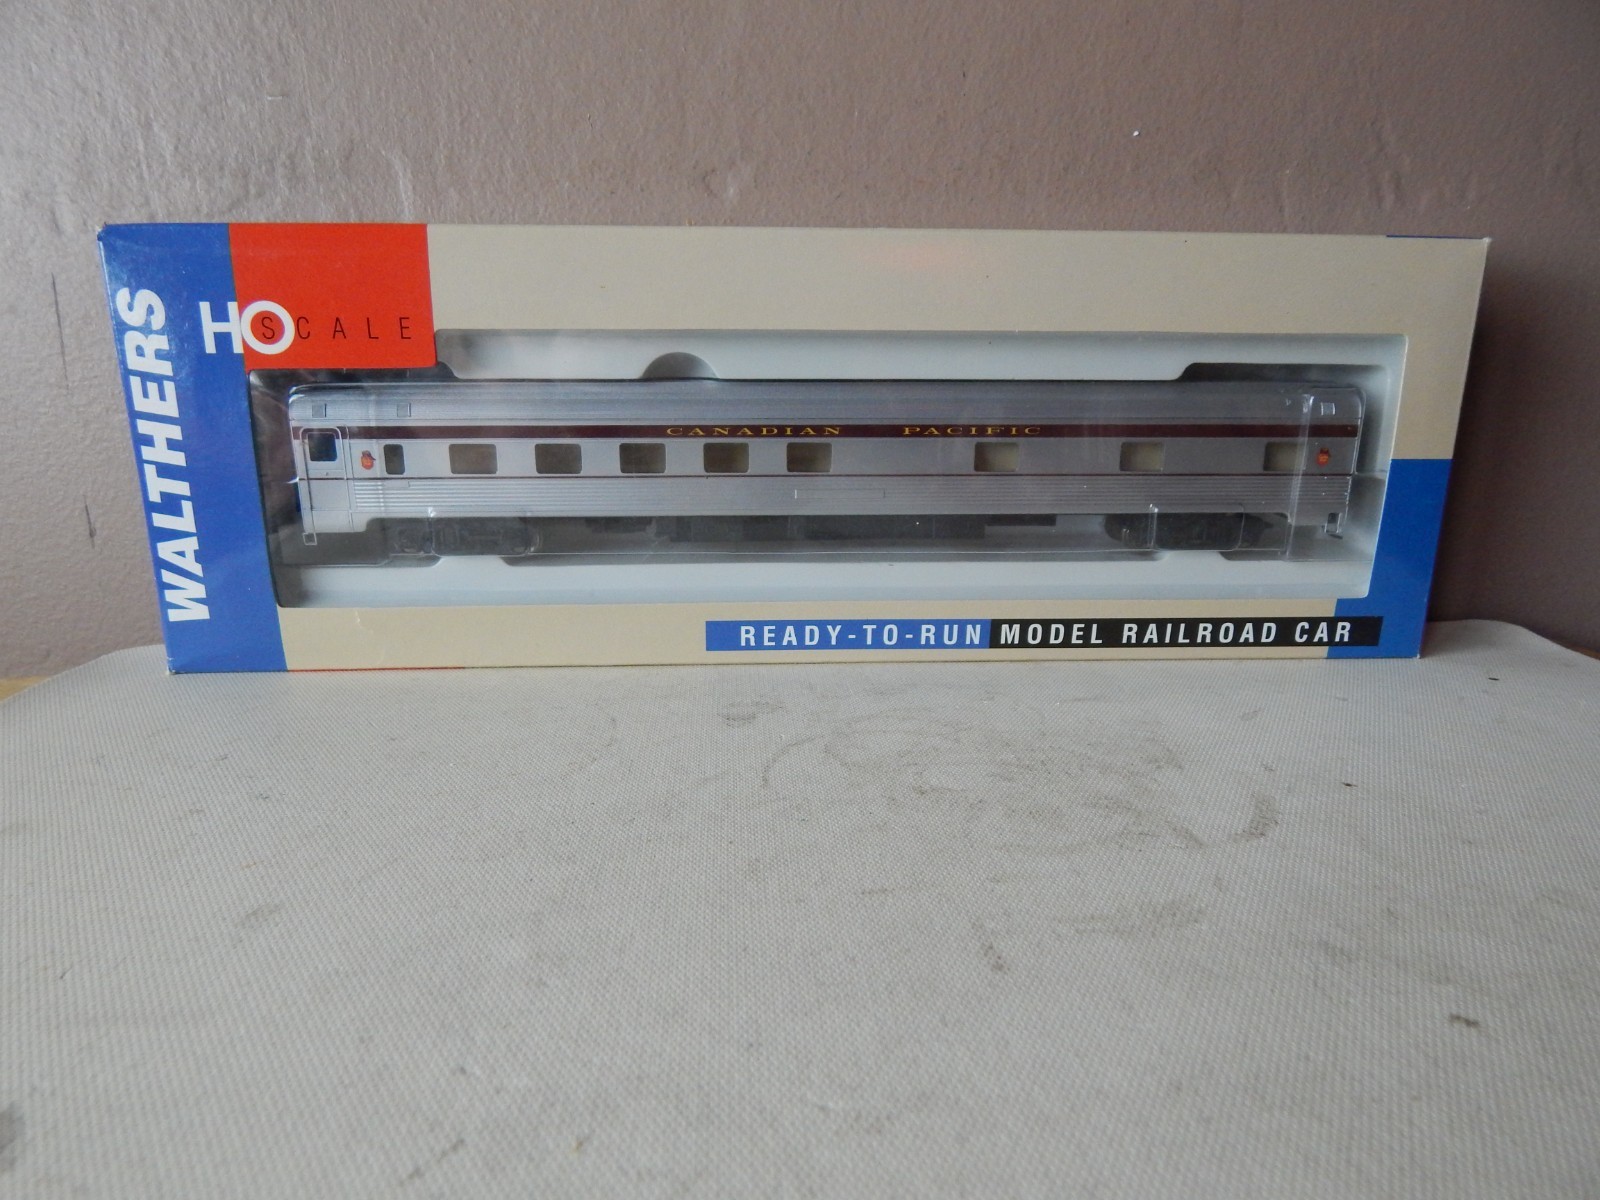 WALTHERS
HO SCALE
CANADIAN PACIFIC
READY-TO-RUN MODEL RAILROAD CAR